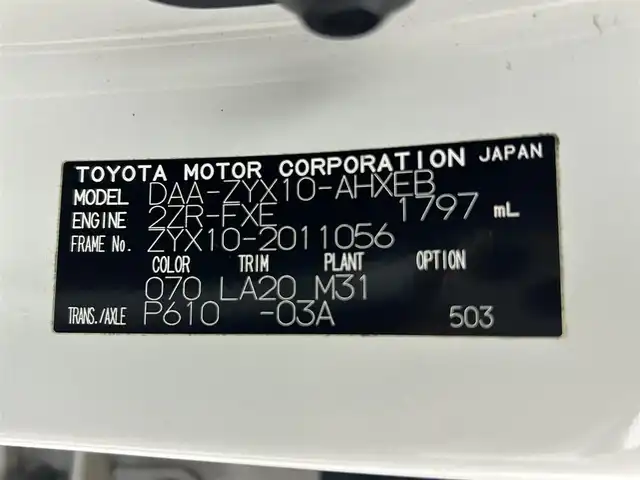 TOYOTA MOTOR CORPORATION JAPAN
MODEL DAA-ZYX10-AHXEB
ENGINE 2ZR-FXE 1797 mL
FRAME No. ZYX10-2011056
COLOR TRIM PLANT OPTION
070 LA20 M31
TRANS./AXLE P610 -03A 503